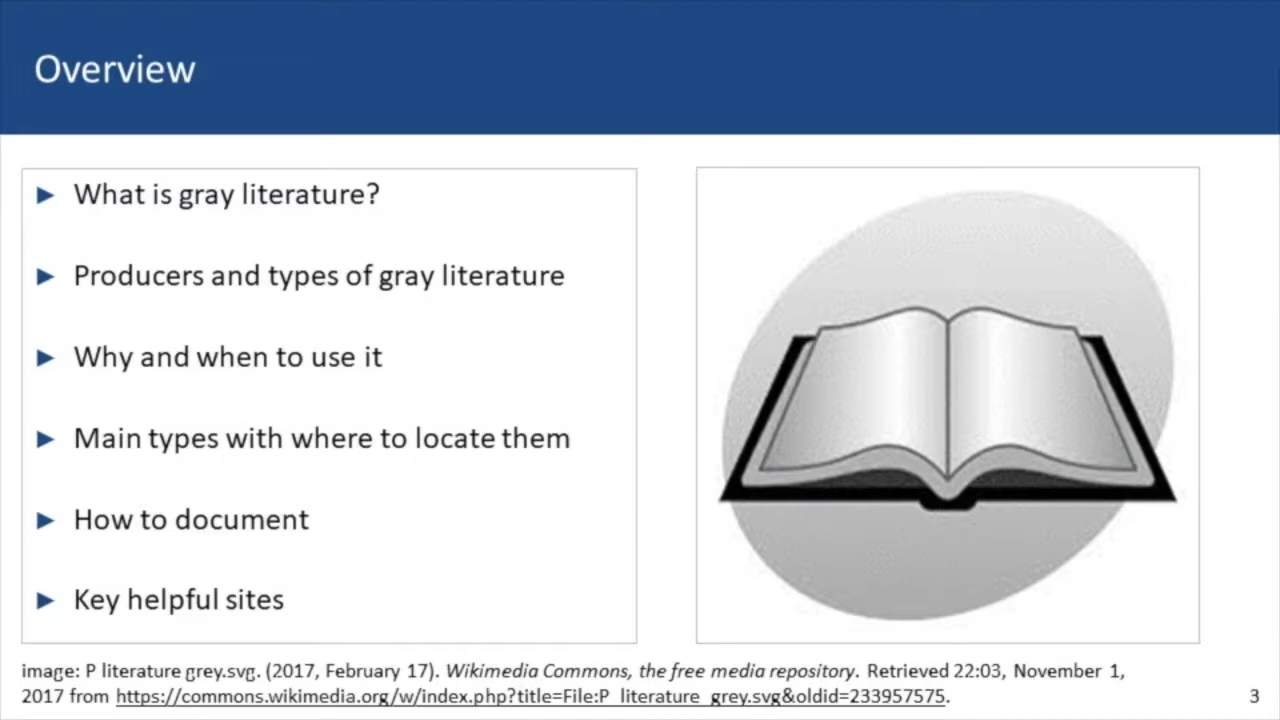 Overview
► What is gray literature?
► Producers and types of gray literature
► Why and when to use it
► Main types with where to locate them
► How to document
► Key helpful sites
image: P literature grey.svg. (2017, February 17). Wikimedia Commons, the free media repository. Retrieved 22:03, November 1,
2017 from https://commons.wikimedia.org/w/index.php?title=File:P_literature_grey.svg&oldid=233957575.
3